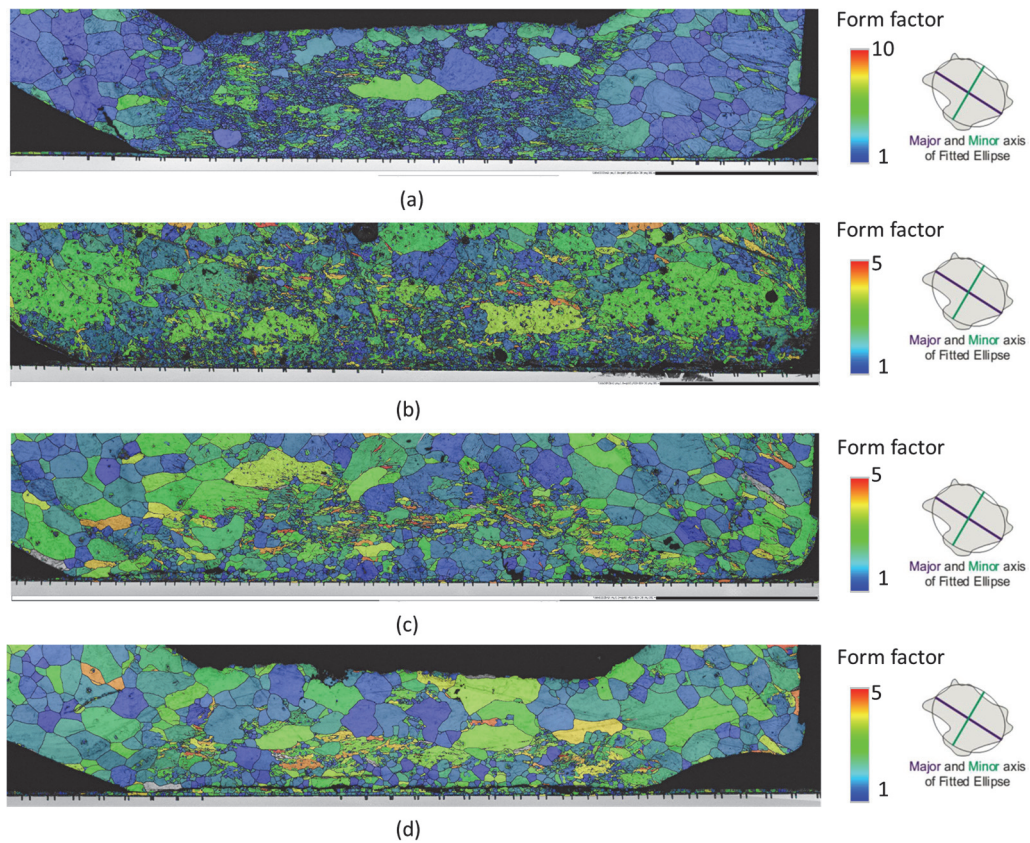 Form factor
10
1
Major and Minor axis
of Fitted Ellipse
(a)
Form factor
5
1
Major and Minor axis
of Fitted Ellipse
(b)
Form factor
5
1
Major and Minor axis
of Fitted Ellipse
(c)
Form factor
5
1
Major and Minor axis
of Fitted Ellipse
(d)